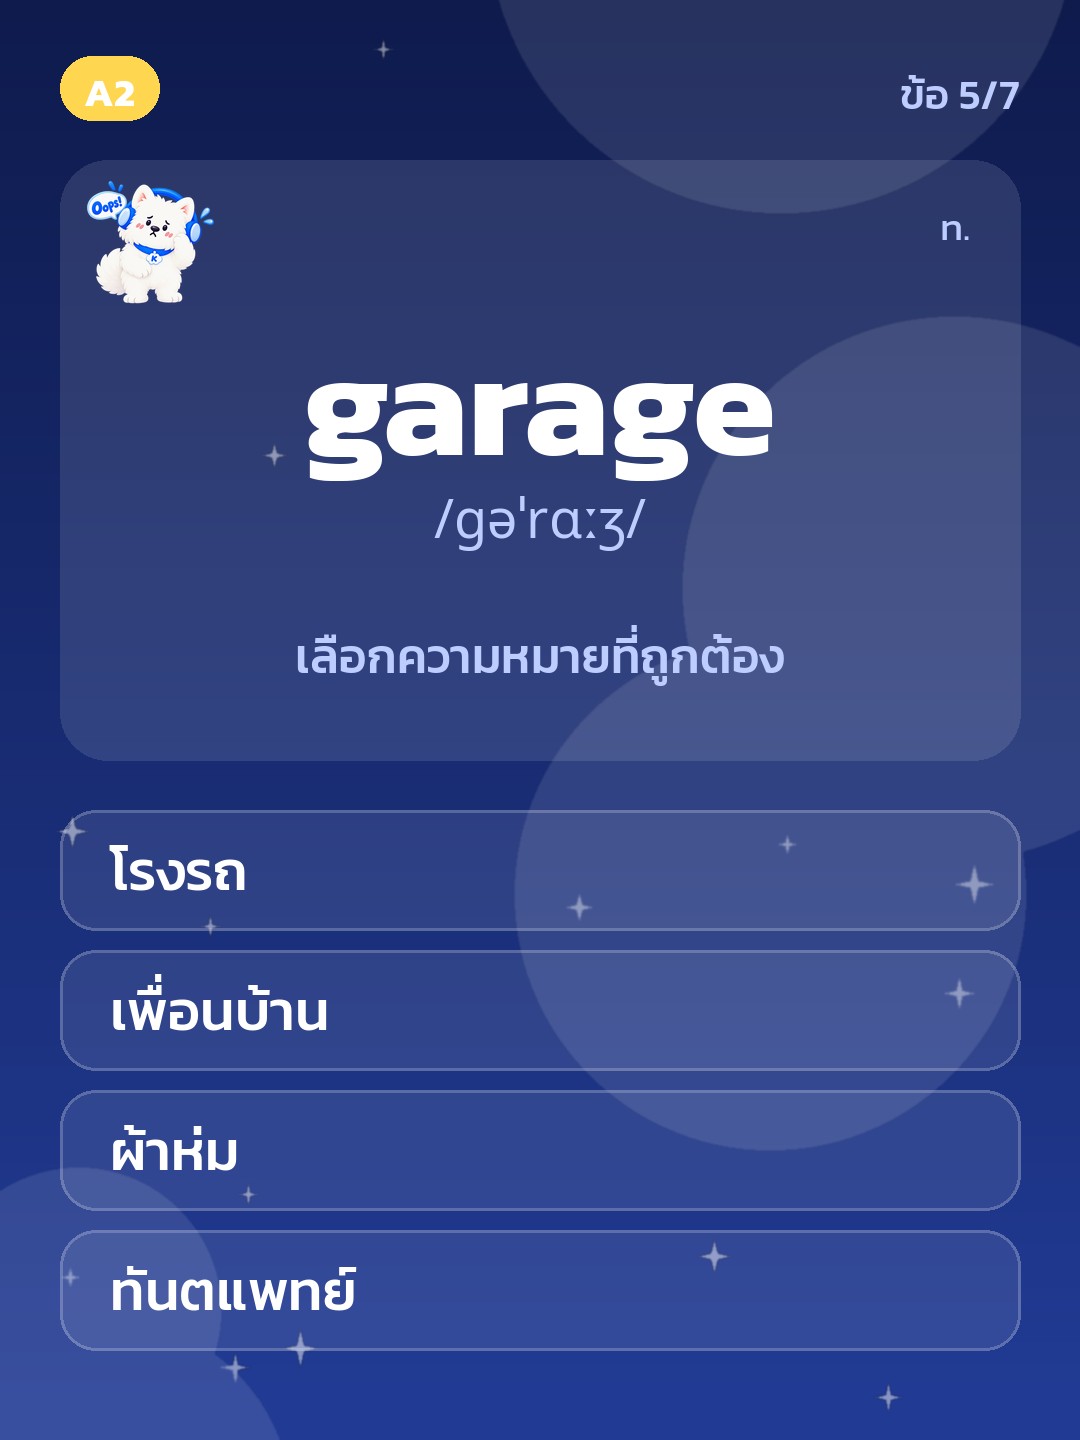 A2
ข้อ 5/7
Oops!
n.
K
garage
/gəˈrɑːʒ/
เลือกความหมายที่ถูกต้อง
โรงรถ
เพื่อนบ้าน
ผ้าห่ม
ทันตแพทย์